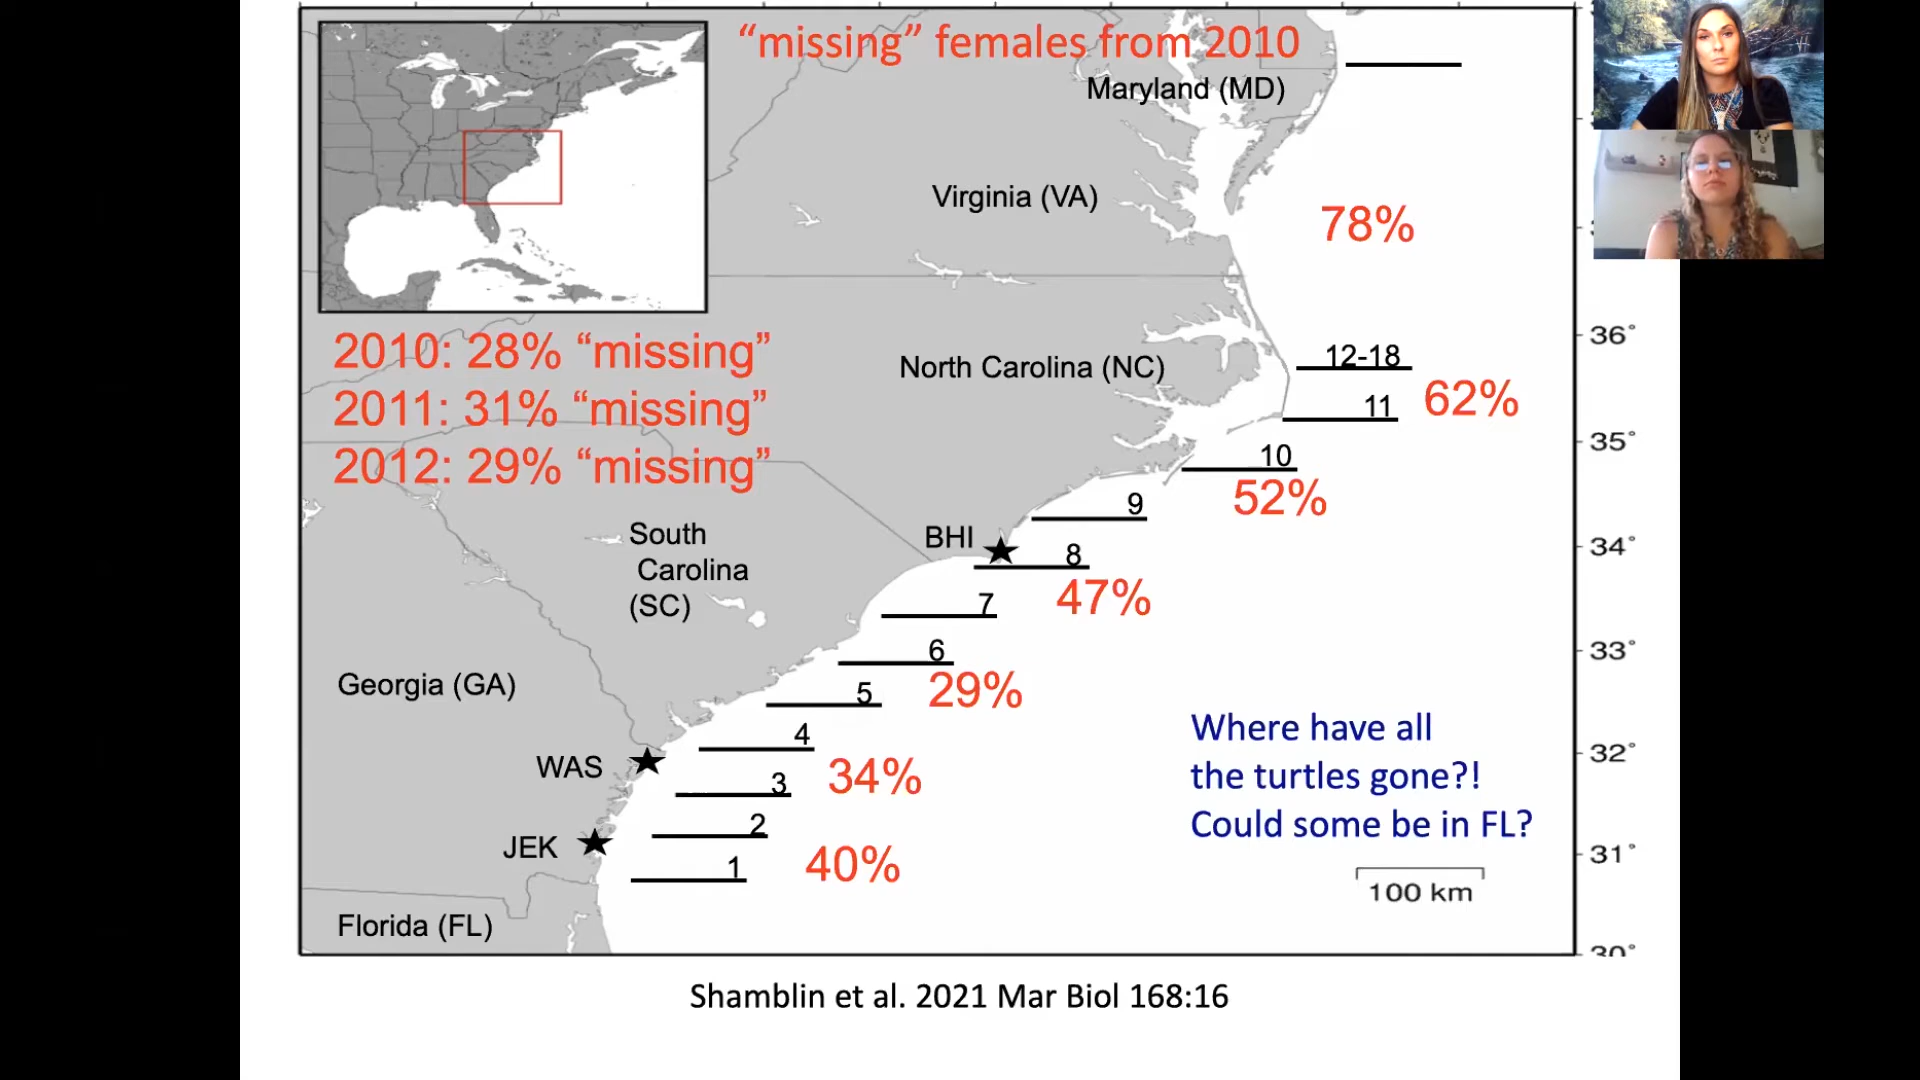 "missing" females from 2010
Maryland (MD)
Virginia (VA)
78%
2010: 28% "missing"
2011: 31% "missing"
2012: 29% "missing"
North Carolina (NC)
12-18
62%
11
10
52%
9
BHI
8
47%
7
South
Carolina
(SC)
6
29%
5
Georgia (GA)
4
WAS
34%
3
2
JEK
1
40%
Florida (FL)
Where have all
the turtles gone?!
Could some be in FL?
100 km
36°
35°
34°
33°
32°
31°
30°
Shamblin et al. 2021 Mar Biol 168:16